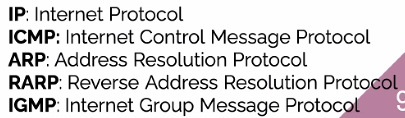 IP: Internet Protocol
ICMP: Internet Control Message Protocol
ARP: Address Resolution Protocol
RARP: Reverse Address Resolution Protocol
IGMP: Internet Group Message Protocol